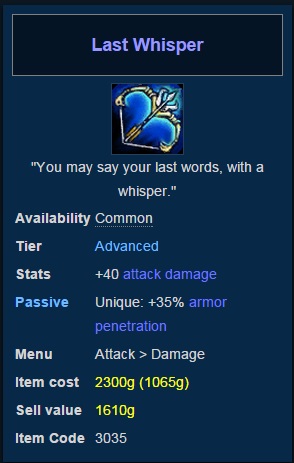 Last Whisper
"You may say your last words, with a
whisper."
Availability Common
Tier Advanced
Stats +40 attack damage
Passive Unique: +35% armor
penetration
Menu Attack > Damage
Item cost 2300g (1065g)
Sell value 1610g
Item Code 3035